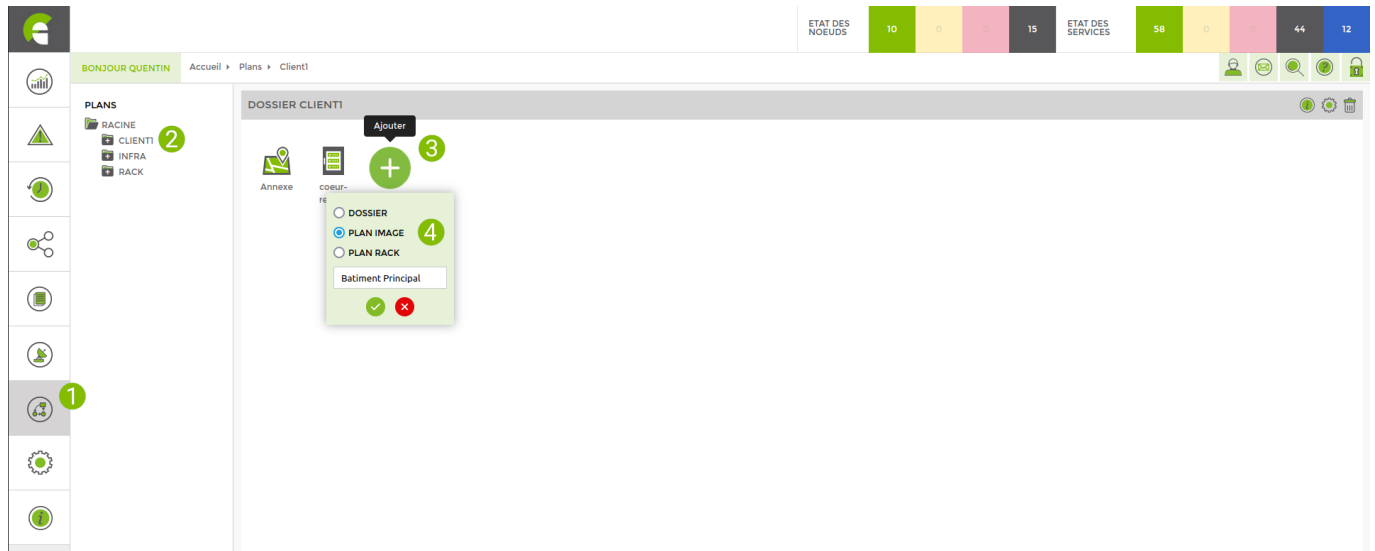 ETAT DES
NOEUDS
10
0
0
15
ETAT DES
SERVICES
58
0
0
44
12
BONJOUR QUENTIN
Accueil
Plans
Client1
PLANS
RACINE
CLIENT1
2
INFRA
RACK
DOSSIER CLIENT1
Ajouter
3
Annexe
coeur-
DOSSIER
PLAN IMAGE
4
PLAN RACK
Batiment Principal
1